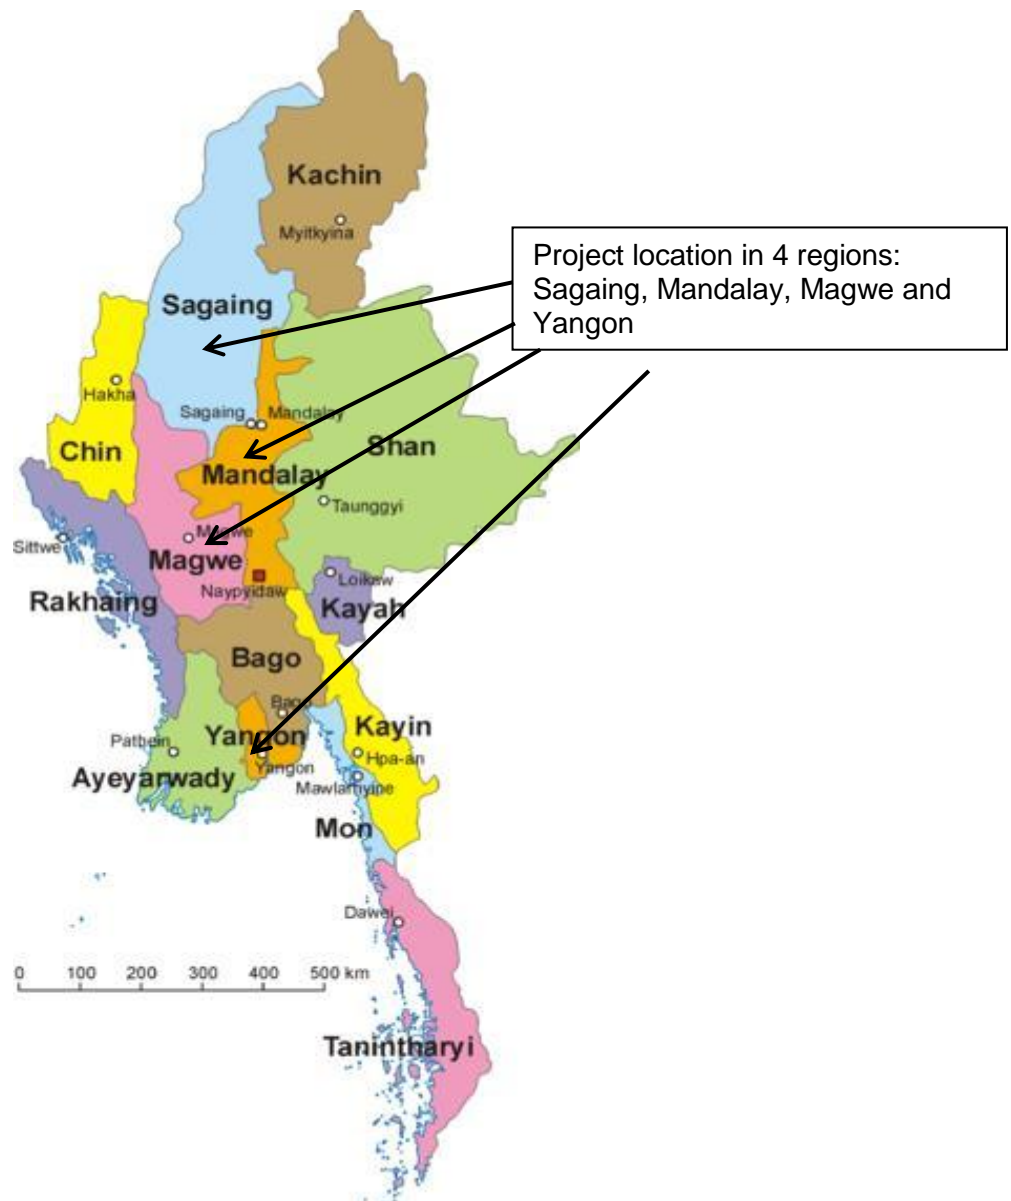 Kachin
Myitkyina
Project location in 4 regions:
Sagaing, Mandalay, Magwe and
Yangon
Sagaing
Hakha
Sagaing
Mandalay
Chin
Shan
Mandalay
Taunggyi
Sittwe
Magwe
Magwe
Loikaw
Naypyidaw
Rakhaing
Kayah
Bago
Bago
Kayin
Yangon
Pathein
Hpa-an
Yangon
Ayeyarwady
Mawlamyine
Mon
Dawei
0 100 200 300 400 500 km
Tanintharyi